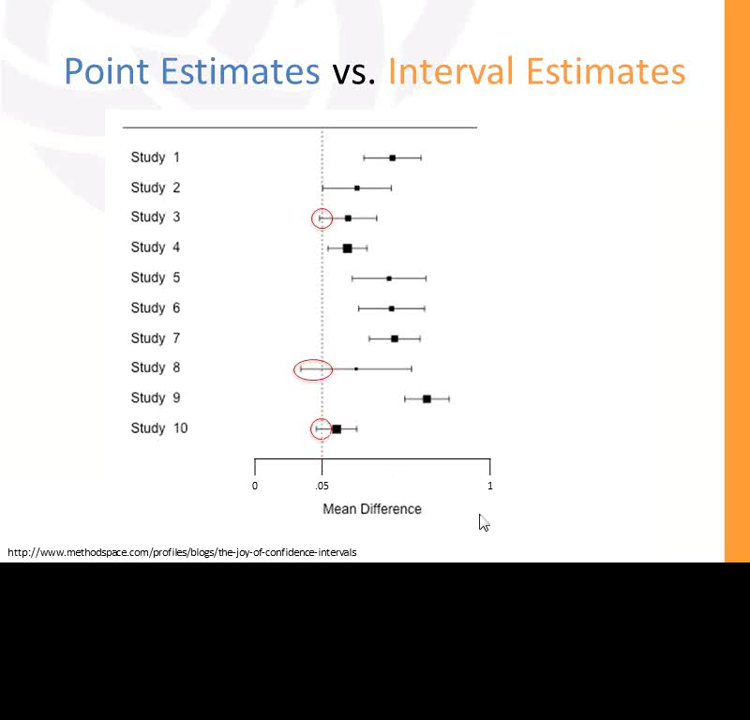 Point Estimates vs. Interval Estimates
Study 1
Study 2
Study 3
Study 4
Study 5
Study 6
Study 7
Study 8
Study 9
Study 10
0 .05 1
Mean Difference
http://www.methodspace.com/profiles/blogs/the-joy-of-confidence-intervals